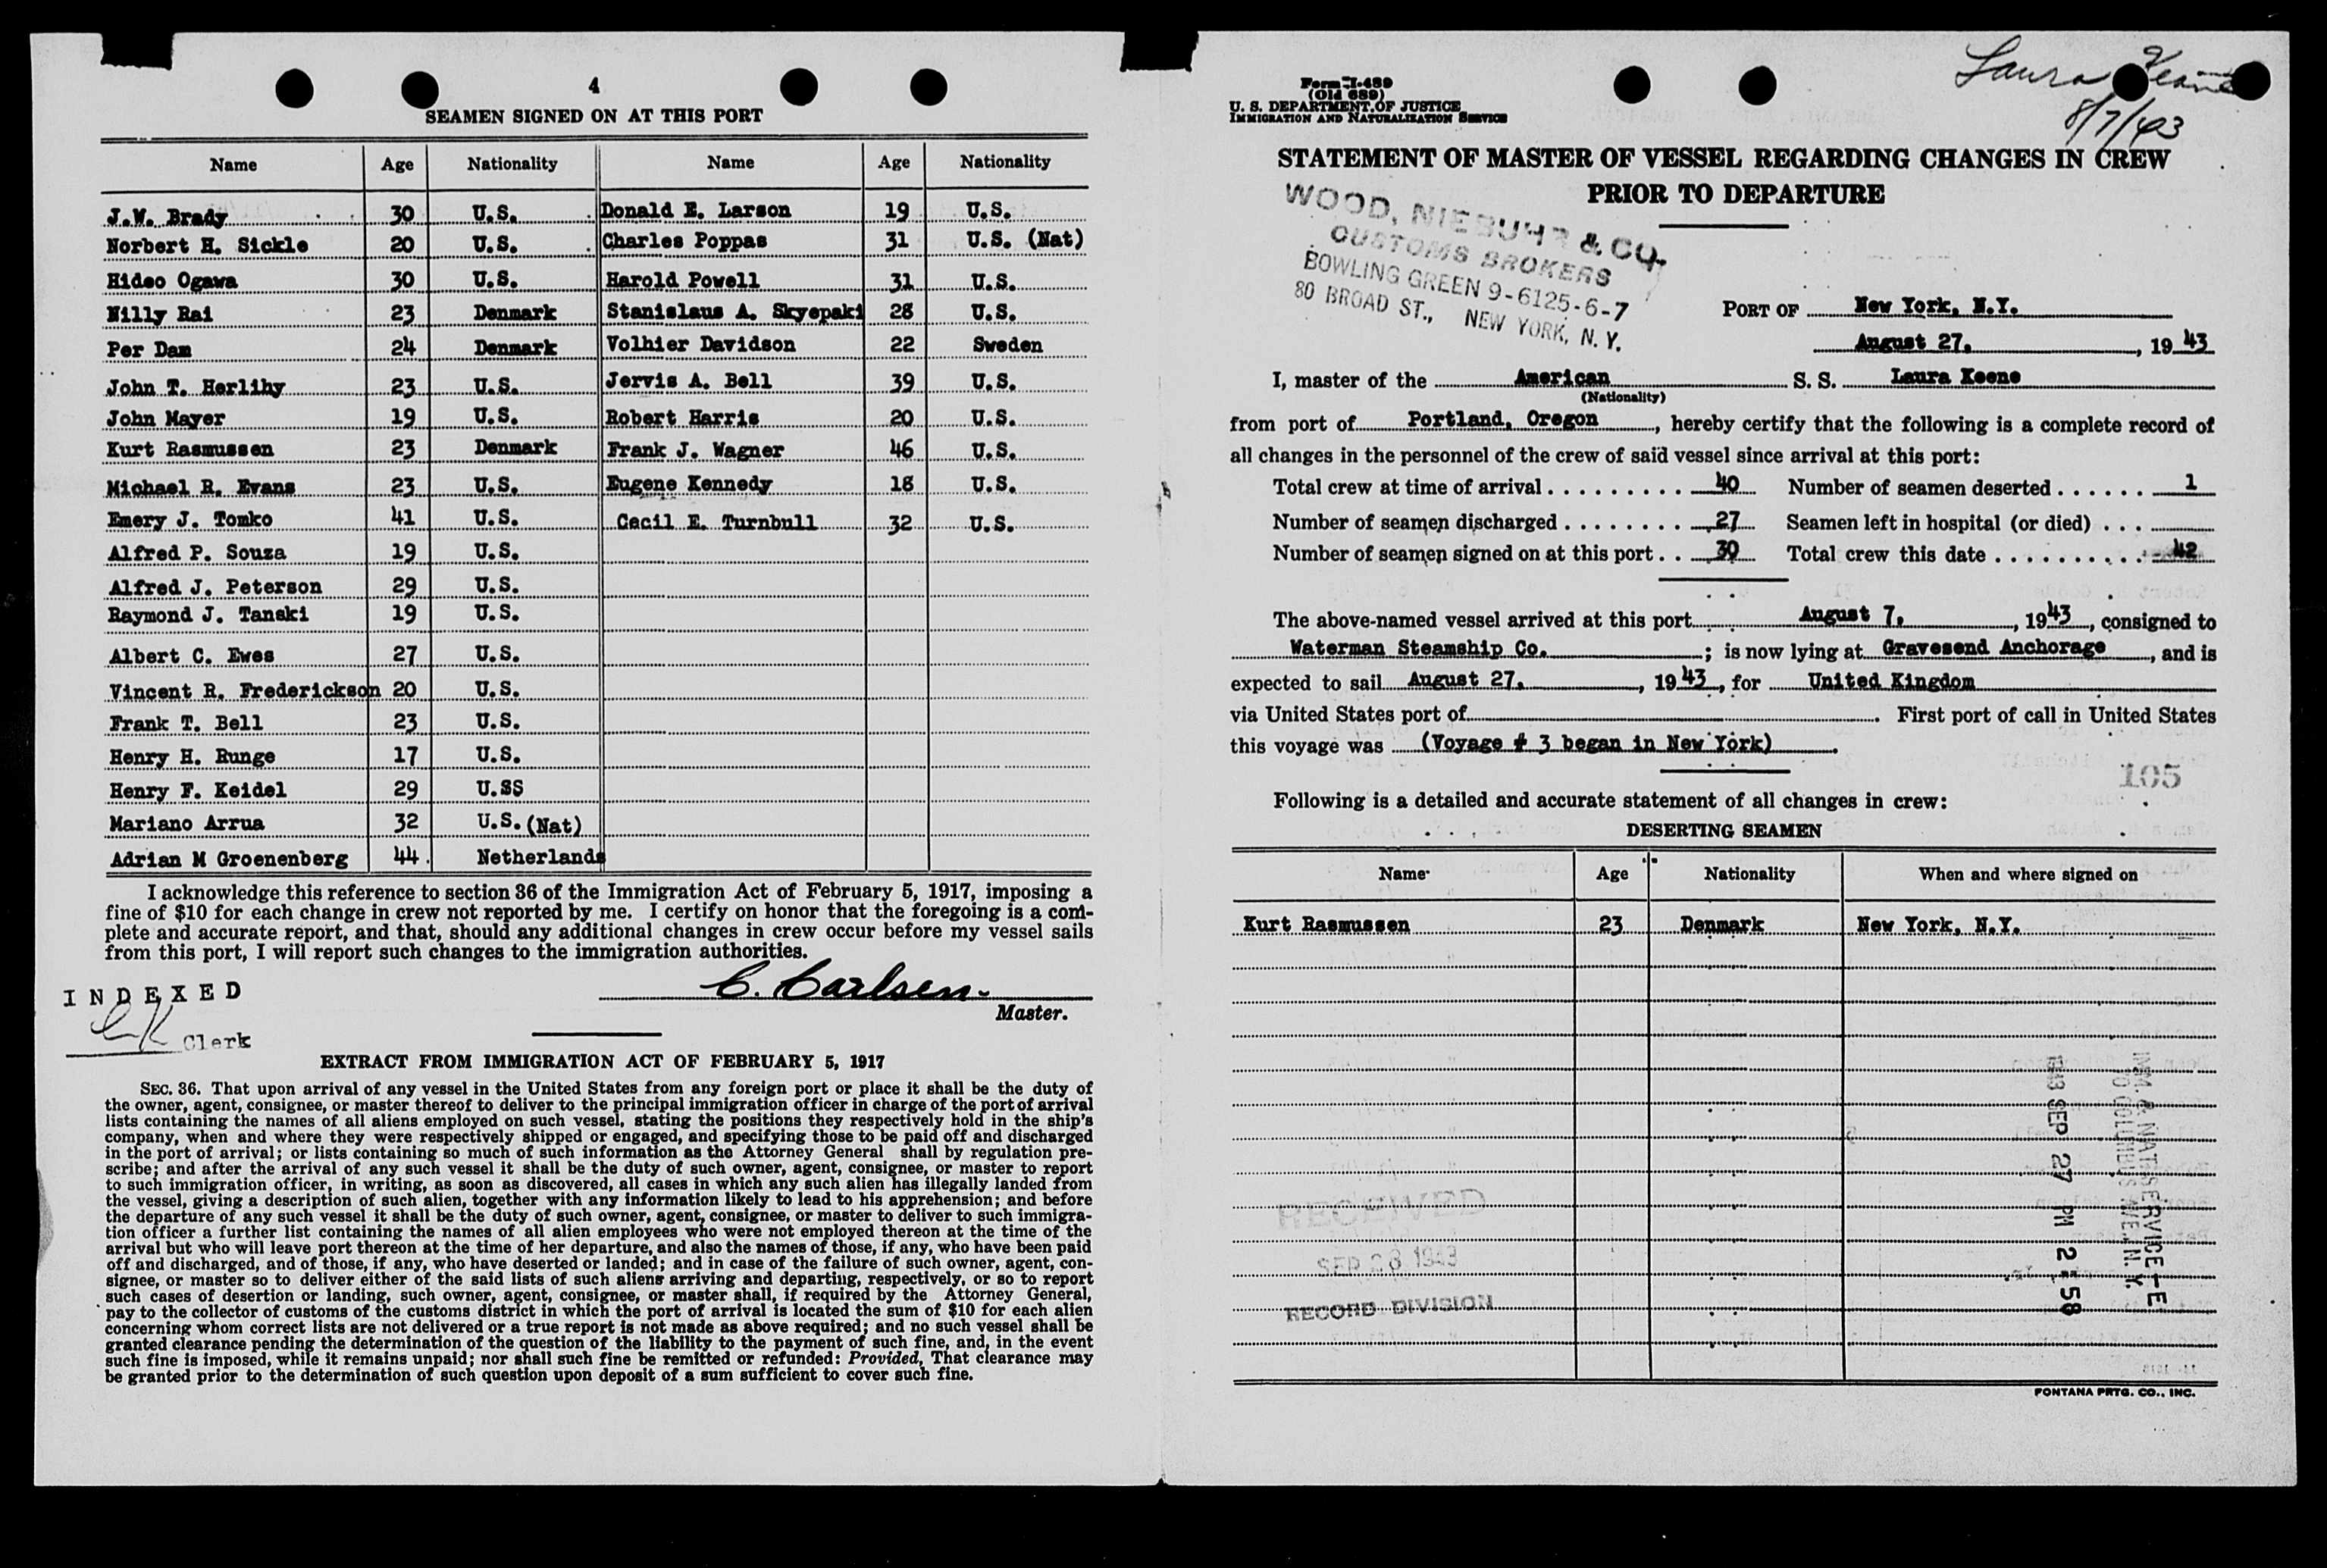 4
SEAMEN SIGNED ON AT THIS PORT
Name Age Nationality Name Age Nationality
J.W. Brady 30 U.S. Donald E. Larson 19 U.S.
Norbert H. Sickle 20 U.S. Charles Poppas 31 U.S. (Nat)
Hideo Ogawa 30 U.S. Harold Powell 31 U.S.
Nilly Rai 23 Denmark Stanislaus A. Skyepaki 28 U.S.
Per Dam 24 Denmark Volhier Davidson 22 Sweden
John T. Herlihy 23 U.S. Jervis A. Bell 39 U.S.
John Mayer 19 U.S. Robert Harris 20 U.S.
Kurt Rasmussen 23 Denmark Frank J. Wagner 46 U.S.
Michael R. Evans 23 U.S. Eugene Kennedy 18 U.S.
Emery J. Tomko 41 U.S. Cecil E. Turnbull 32 U.S.
Alfred P. Souza 19 U.S.
Alfred J. Peterson 29 U.S.
Raymond J. Tanski 19 U.S.
Albert C. Ewes 27 U.S.
Vincent R. Frederickson 20 U.S.
Frank T. Bell 23 U.S.
Henry H. Runge 17 U.S.
Henry F. Keidel 29 U.SS
Mariano Arrua 32 U.S. (Nat)
Adrian M Groenenberg 44 Netherlands
I acknowledge this reference to section 36 of the Immigration Act of February 5, 1917, imposing a
fine of $10 for each change in crew not reported by me. I certify on honor that the foregoing is a com-
plete and accurate report, and that, should any additional changes in crew occur before my vessel sails
from this port, I will report such changes to the immigration authorities.
C. Carlsen
Master.
INDEXED
Clerk
EXTRACT FROM IMMIGRATION ACT OF FEBRUARY 5, 1917
SEC. 36. That upon arrival of any vessel in the United States from any foreign port or place it shall be the duty of
the owner, agent, consignee, or master thereof to deliver to the principal immigration officer in charge of the port of arrival
lists containing the names of all aliens employed on such vessel, stating the positions they respectively hold in the ship's
company, when and where they were respectively shipped or engaged, and specifying those to be paid off and discharged
in the port of arrival; or lists containing so much of such information as the Attorney General shall by regulation pre-
scribe; and after the arrival of any such vessel it shall be the duty of such owner, agent, consignee, or master to report
to such immigration officer, in writing, as soon as discovered, all cases in which any such alien has illegally landed from
the vessel, giving a description of such alien, together with any information likely to lead to his apprehension; and before
the departure of any such vessel it shall be the duty of such owner, agent, consignee, or master to deliver to such immigra-
tion officer a further list containing the names of all alien employees who were not employed thereon at the time of the
arrival but who will leave port thereon at the time of her departure, and also the names of those, if any, who have been paid
off and discharged, and of those, if any, who have deserted or landed; and in case of the failure of such owner, agent, con-
signee, or master so to deliver either of the said lists of such aliens arriving and departing, respectively, or so to report
such cases of desertion or landing, such owner, agent, consignee, or master shall, if required by the Attorney General,
pay to the collector of customs of the customs district in which the port of arrival is located the sum of $10 for each alien
concerning whom correct lists are not delivered or a true report is not made as above required; and no such vessel shall be
granted clearance pending the determination of the question of the liability to the payment of such fine, and, in the event
such fine is imposed, while it remains unpaid; nor shall such fine be remitted or refunded: Provided, That clearance may
be granted prior to the determination of such question upon deposit of a sum sufficient to cover such fine.
Laura Keane
8/7/43
Form I-489
(Old 689)
U. S. DEPARTMENT OF JUSTICE
IMMIGRATION AND NATURALIZATION SERVICE
STATEMENT OF MASTER OF VESSEL REGARDING CHANGES IN CREW
PRIOR TO DEPARTURE
WOOD, NIEBUHR & CO.
CUSTOMS BROKERS
BOWLING GREEN 9-6125-6-7
80 BROAD ST., NEW YORK, N. Y.
PORT OF New York, N.Y.
August 27, 1943
I, master of the American S. S. Laura Keene
(Nationality)
from port of Portland, Oregon, hereby certify that the following is a complete record of
all changes in the personnel of the crew of said vessel since arrival at this port:
Total crew at time of arrival . . . . . . . . . 40 Number of seamen deserted . . . . . . 1
Number of seamen discharged . . . . . . . . 27 Seamen left in hospital (or died) . . .
Number of seamen signed on at this port . . 30 Total crew this date . . . . . . . . . . 42
The above-named vessel arrived at this port August 7, 1943, consigned to
Waterman Steamship Co. ; is now lying at Gravesend Anchorage, and is
expected to sail August 27, 1943, for United Kingdom
via United States port of . First port of call in United States
this voyage was (Voyage # 3 began in New York).
105
Following is a detailed and accurate statement of all changes in crew:
DESERTING SEAMEN
Name Age Nationality When and where signed on
Kurt Rasmussen 23 Denmark New York, N.Y.
IMM. & NAT. SERVICE-TE
70 COLUMBUS AVE., N. Y.
1943 SEP 27 PM 2:58
RECEIVED
SEP 28 1943
RECORD DIVISION
FONTANA PRTG. CO., INC.